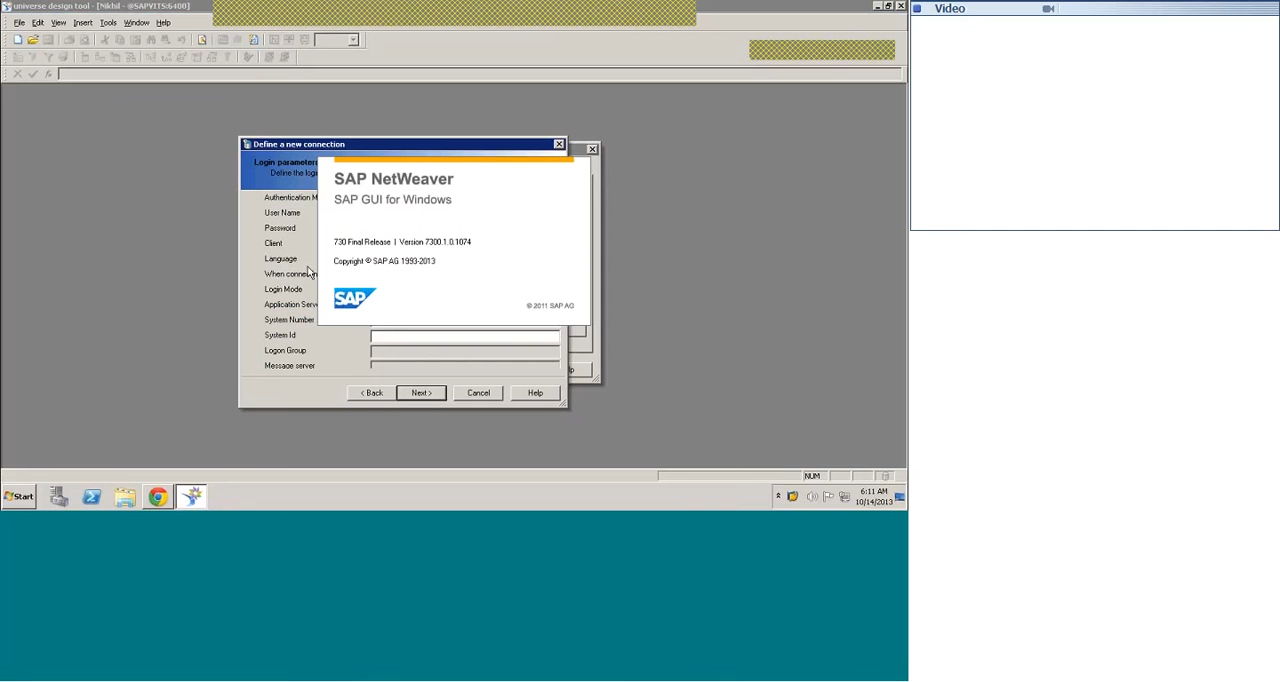 universe design tool - [Nikhil - @SAPVITS:6400]
File Edit View Insert Tools Window Help
Define a new connection
Login parameters
Authentication M
User Name
Password
Client
Language
When connection
Login Mode
Application Serve
System Number
System Id
Logon Group
Message server
SAP NetWeaver
SAP GUI for Windows
730 Final Release | Version 7300.1.0.1074
Copyright © SAP AG 1993-2013
SAP
© 2011 SAP AG
< Back
Next >
Cancel
Help
NUM
Start
6:11 AM
10/14/2013
Video